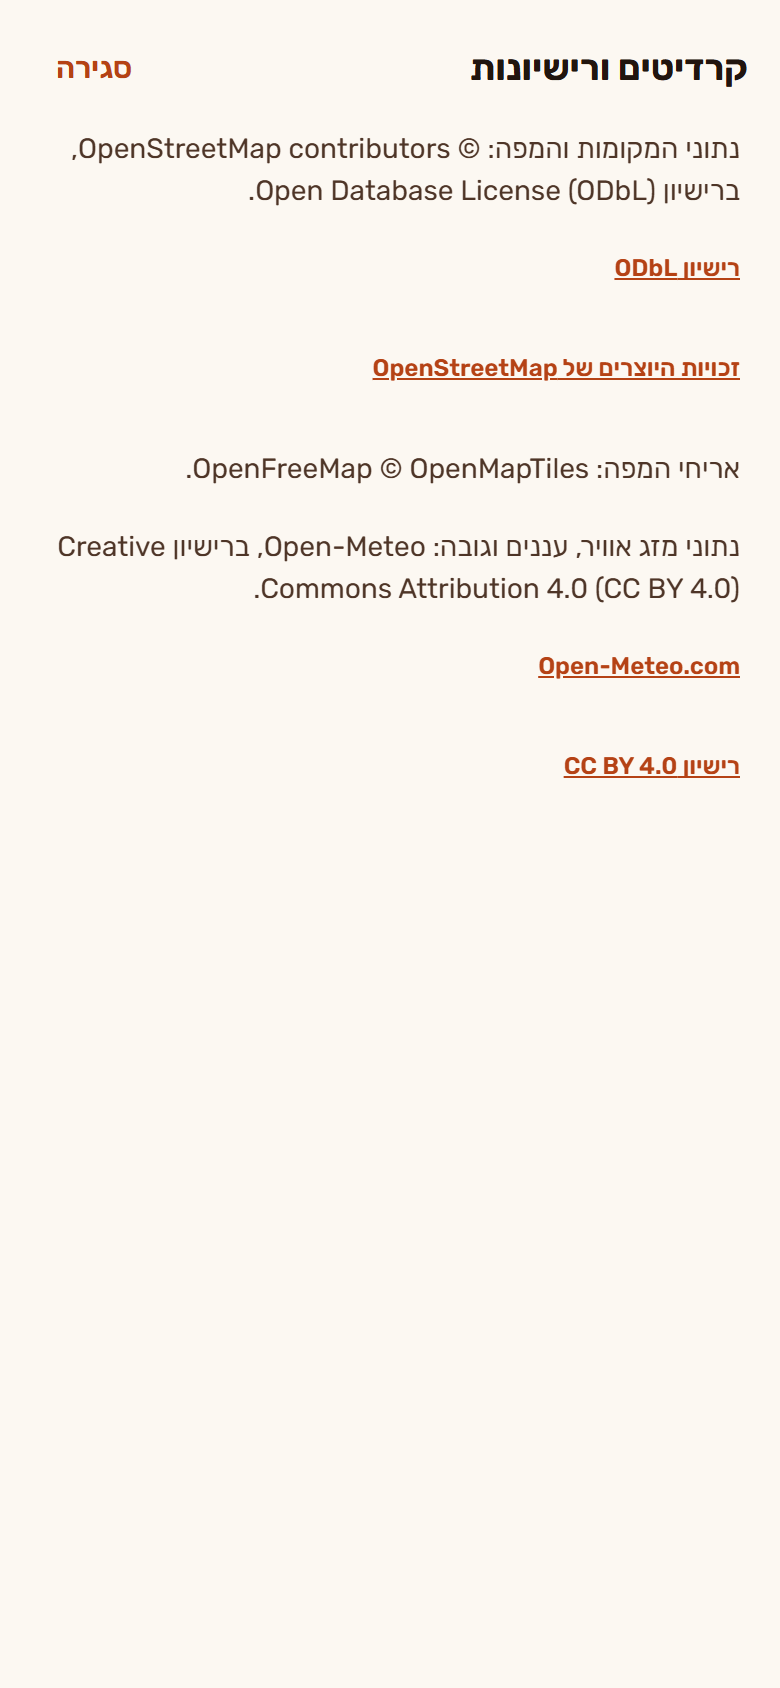 קרדיטים ורישיונות
סגירה
נתוני המקומות והמפה: © OpenStreetMap contributors,
ברישיון Open Database License (ODbL).
רישיון ODbL
זכויות היוצרים של OpenStreetMap
אריחי המפה: OpenFreeMap © OpenMapTiles.
נתוני מזג אוויר, עננים וגובה: Open-Meteo, ברישיון Creative
Commons Attribution 4.0 (CC BY 4.0).
Open-Meteo.com
רישיון CC BY 4.0